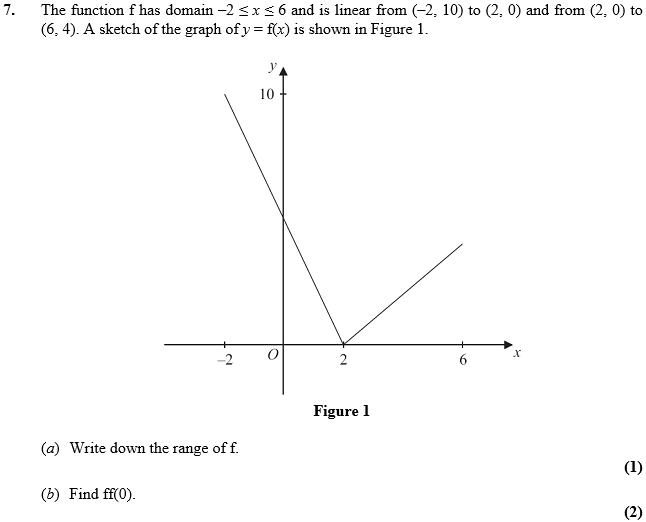 7. The function f has domain –2 ≤ x ≤ 6 and is linear from (–2, 10) to (2, 0) and from (2, 0) to
(6, 4). A sketch of the graph of y = f(x) is shown in Figure 1.
y
10
–2
O
2
6
x
Figure 1
(a) Write down the range of f.
(1)
(b) Find ff(0).
(2)